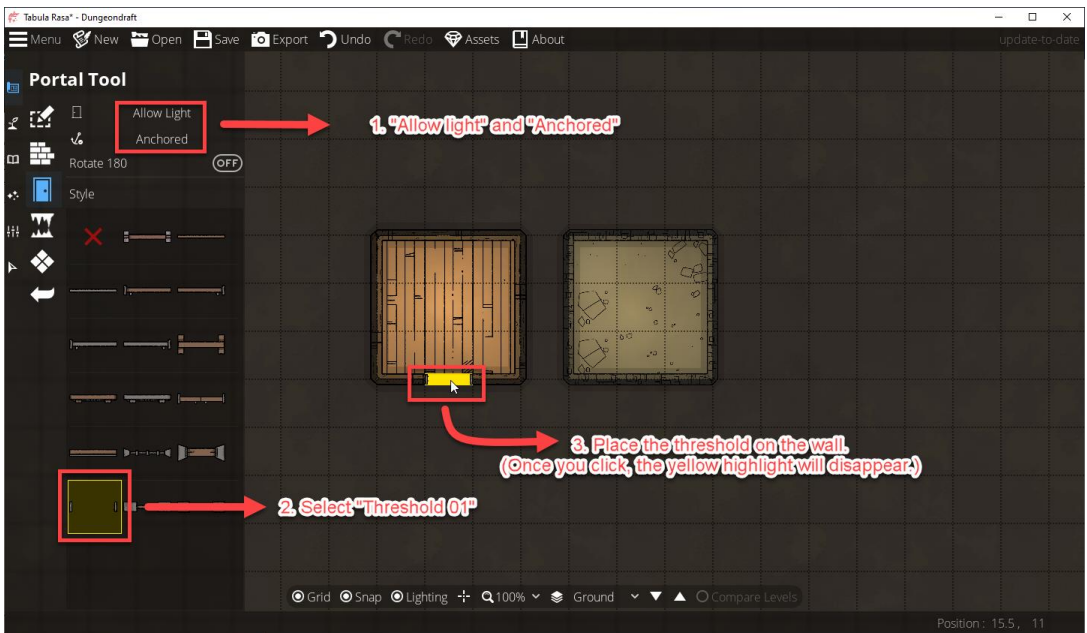 Tabula Rasa* - Dungeondraft
Menu New Open Save Export Undo Redo Assets About update-to-date
Portal Tool
Allow Light
Anchored
Rotate 180 OFF
Style
1. "Allow light" and "Anchored"
3. Place the threshold on the wall.
(Once you click, the yellow highlight will disappear.)
2. Select "Threshold 01"
Grid Snap Lighting 100% Ground Compare Levels
Position : 15.5 , 11